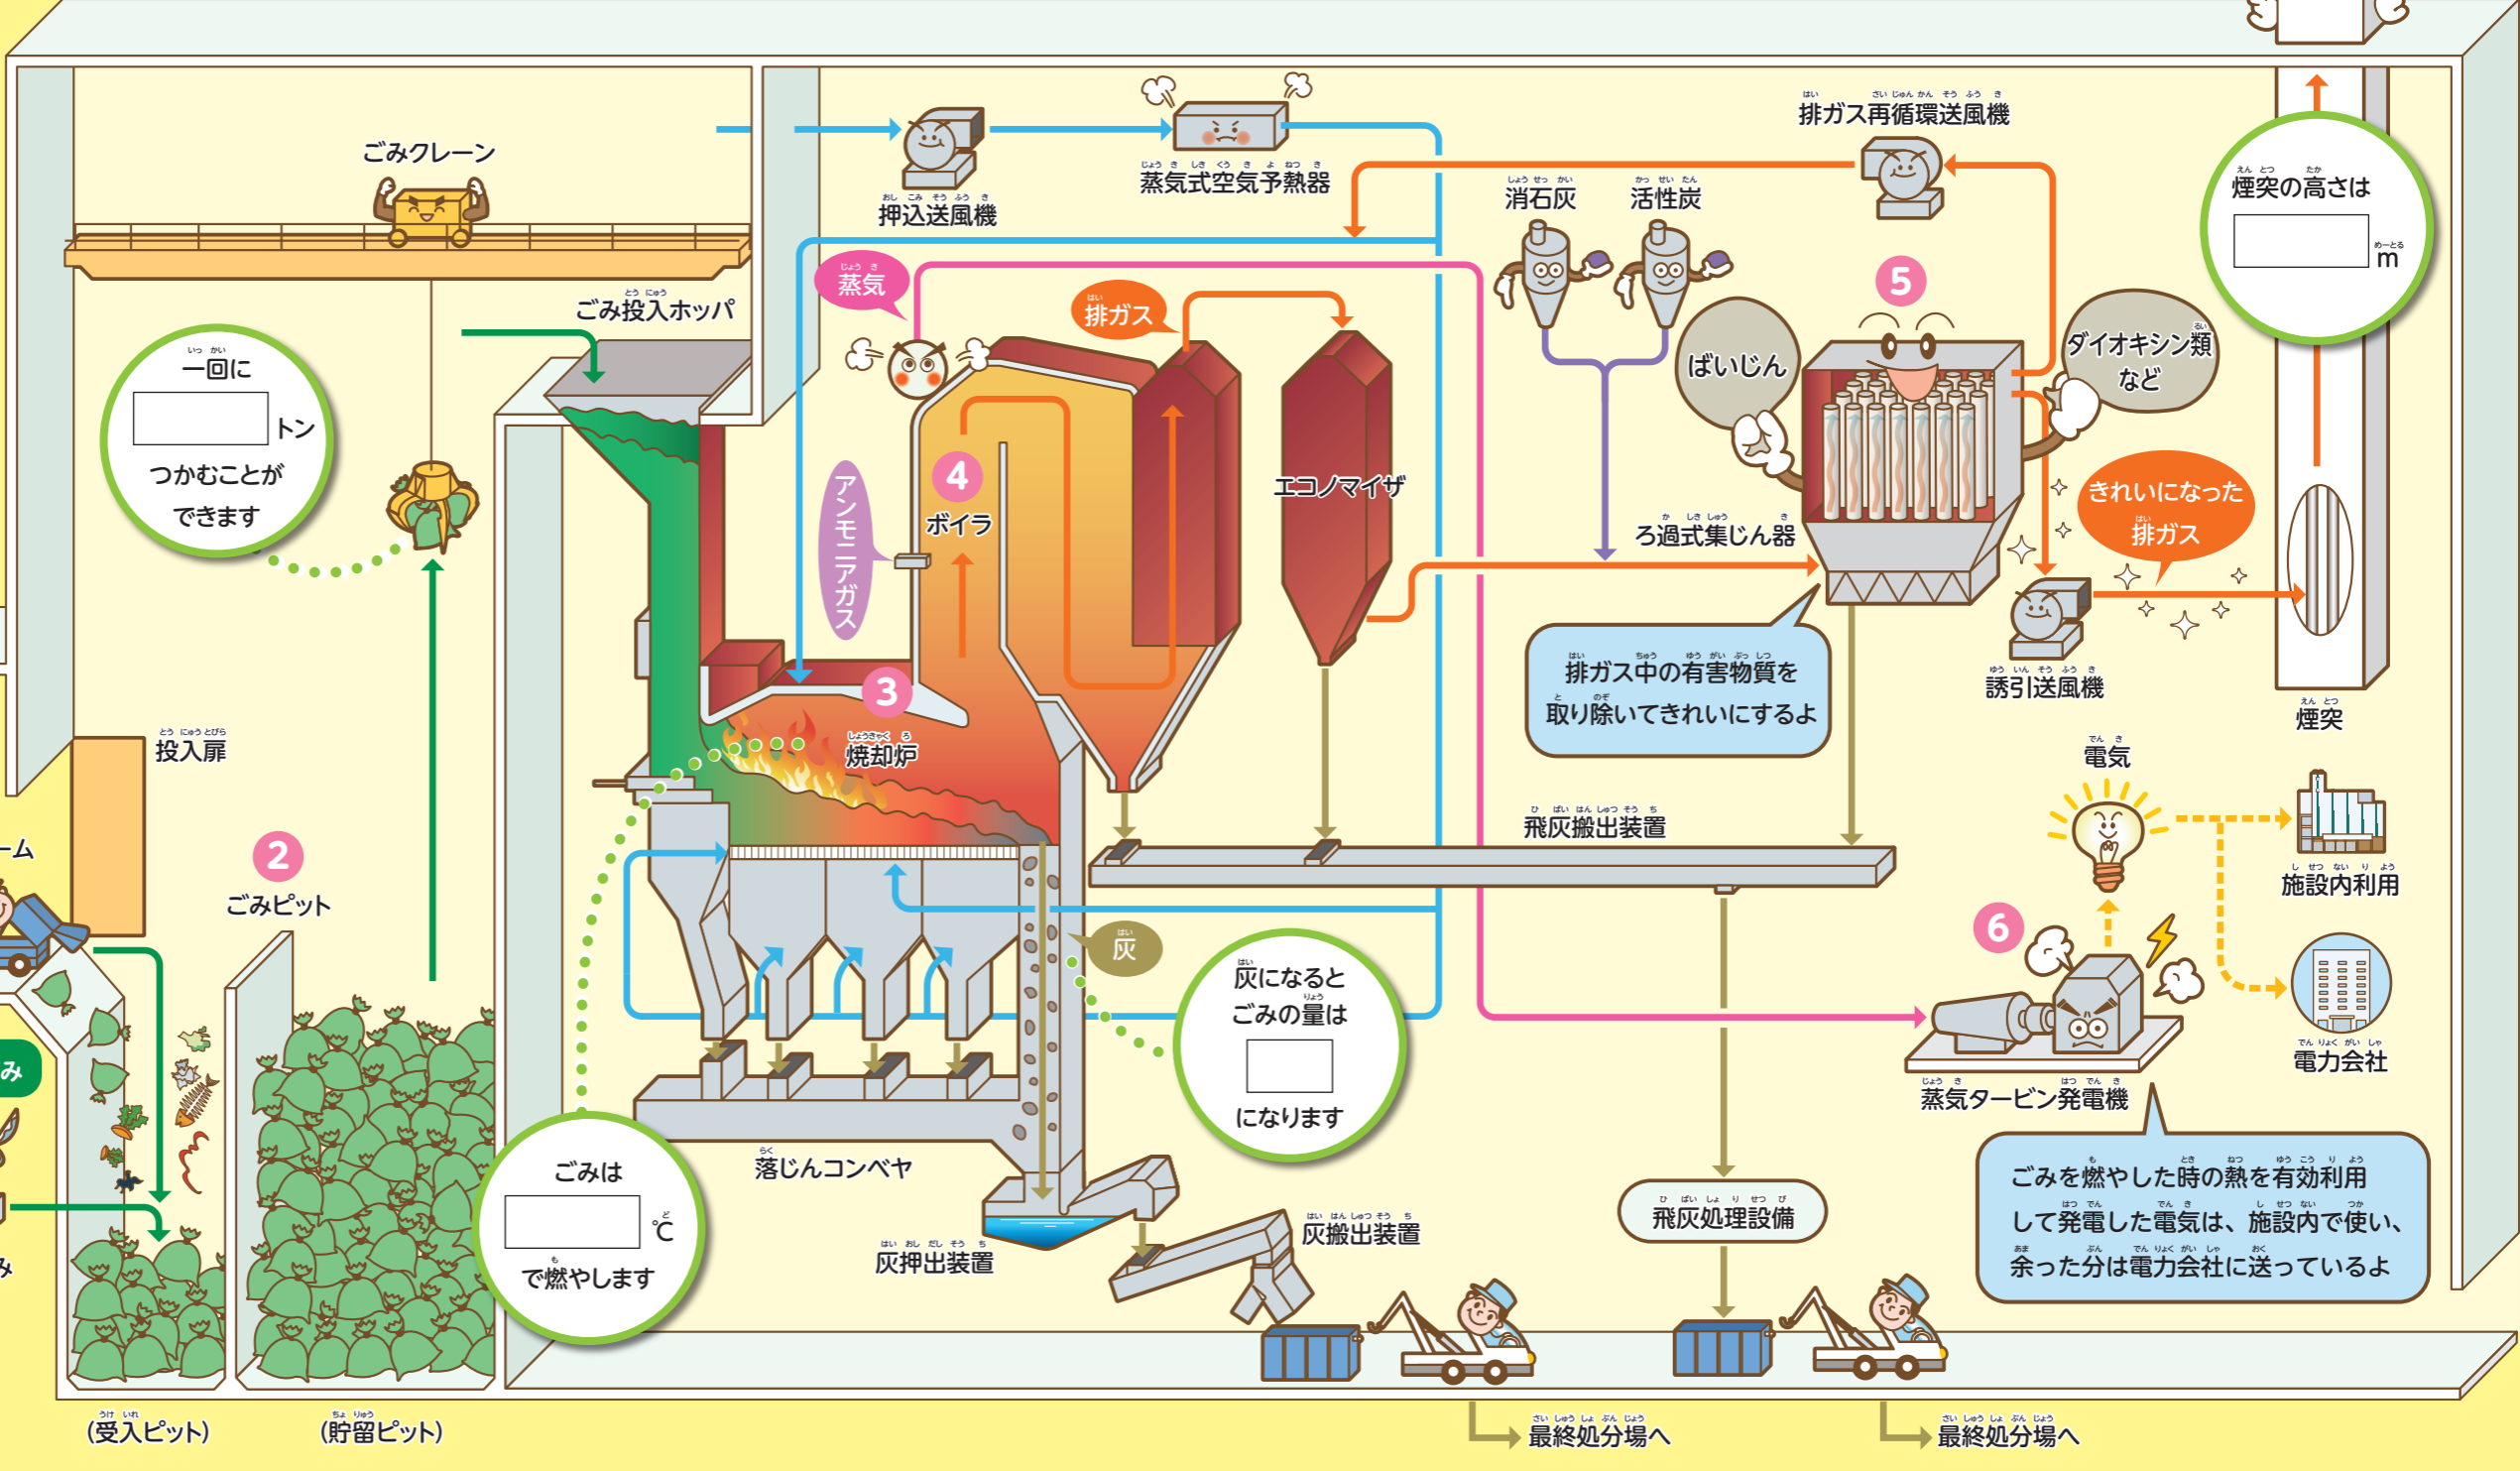 ごみクレーン
一回に
トン
つかむことが
できます
ごみ投入ホッパ
押込送風機
蒸気式空気予熱器
蒸気
排ガス
消石灰
活性炭
排ガス再循環送風機
煙突の高さは
m
5
ばいじん
ダイオキシン類
など
アンモニアガス
4
ボイラ
エコノマイザ
ろ過式集じん器
きれいになった
排ガス
排ガス中の有害物質を
取り除いてきれいにするよ
誘引送風機
煙突
3
焼却炉
投入扉
2
ごみピット
飛灰搬出装置
電気
施設内利用
電力会社
6
蒸気タービン発電機
ごみを燃やした時の熱を有効利用
して発電した電気は、施設内で使い、
余った分は電力会社に送っているよ
灰
灰になると
ごみの量は
になります
ごみは
℃
で燃やします
落じんコンベヤ
灰押出装置
灰搬出装置
飛灰処理設備
(受入ピット)
(貯留ピット)
最終処分場へ
最終処分場へ